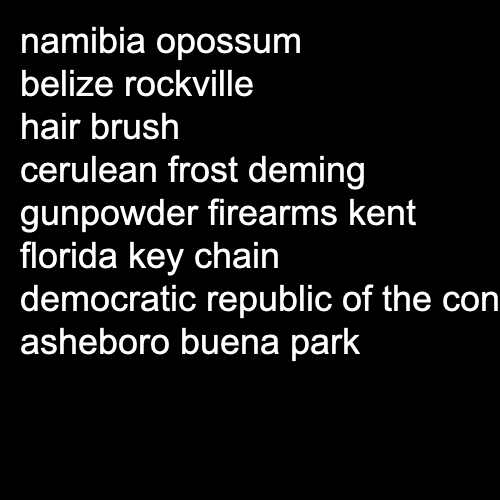 namibia opossum
belize rockville
hair brush
cerulean frost deming
gunpowder firearms kent
florida key chain
democratic republic of the con
asheboro buena park